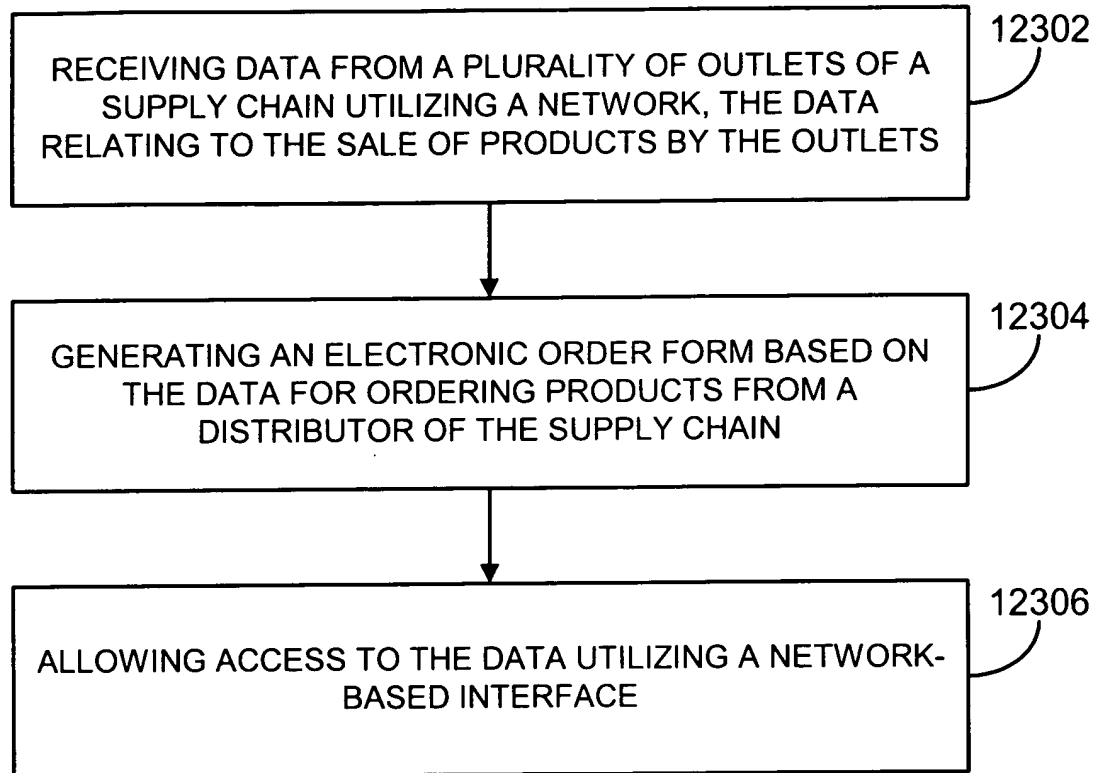 12302
RECEIVING DATA FROM A PLURALITY OF OUTLETS OF A
SUPPLY CHAIN UTILIZING A NETWORK, THE DATA
RELATING TO THE SALE OF PRODUCTS BY THE OUTLETS
12304
GENERATING AN ELECTRONIC ORDER FORM BASED ON
THE DATA FOR ORDERING PRODUCTS FROM A
DISTRIBUTOR OF THE SUPPLY CHAIN
12306
ALLOWING ACCESS TO THE DATA UTILIZING A NETWORK-
BASED INTERFACE